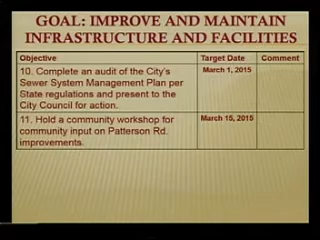 GOAL: IMPROVE AND MAINTAIN
INFRASTRUCTURE AND FACILITIES
Objective Target Date Comment
10. Complete an audit of the City's March 1, 2015
Sewer System Management Plan per
State regulations and present to the
City Council for action.
11. Hold a community workshop for March 15, 2015
community input on Patterson Rd.
improvements.